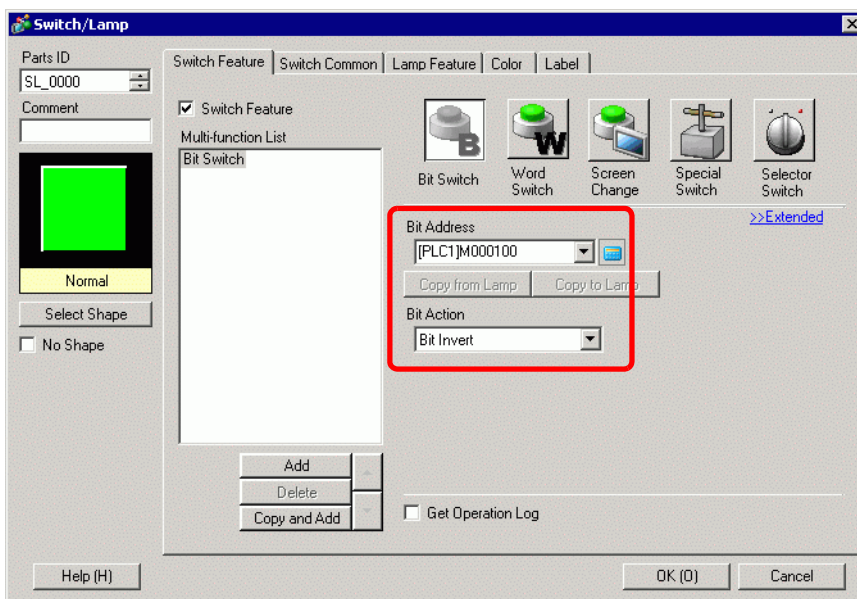 Switch/Lamp
Parts ID
SL_0000
Comment
Normal
Select Shape
No Shape
Switch Feature
Switch Common
Lamp Feature
Color
Label
Switch Feature
Multi-function List
Bit Switch
Add
Delete
Copy and Add
B
Bit Switch
W
Word
Switch
Screen
Change
Special
Switch
Selector
Switch
>>Extended
Bit Address
[PLC1]M000100
Copy from Lamp
Copy to Lamp
Bit Action
Bit Invert
Get Operation Log
Help (H)
OK (O)
Cancel